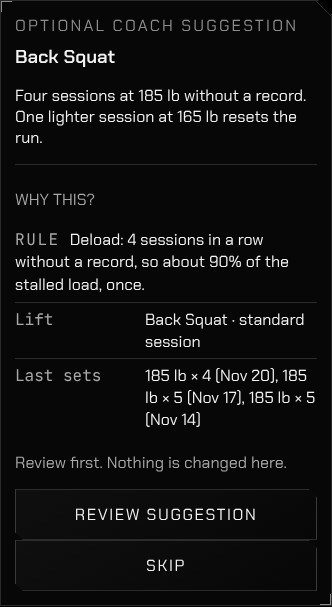 OPTIONAL COACH SUGGESTION
Back Squat
Four sessions at 185 lb without a record.
One lighter session at 165 lb resets the
run.
WHY THIS?
RULE Deload: 4 sessions in a row
without a record, so about 90% of the
stalled load, once.
Lift Back Squat · standard
session
Last sets 185 lb × 4 (Nov 20), 185
lb × 5 (Nov 17), 185 lb × 5
(Nov 14)
Review first. Nothing is changed here.
REVIEW SUGGESTION
SKIP